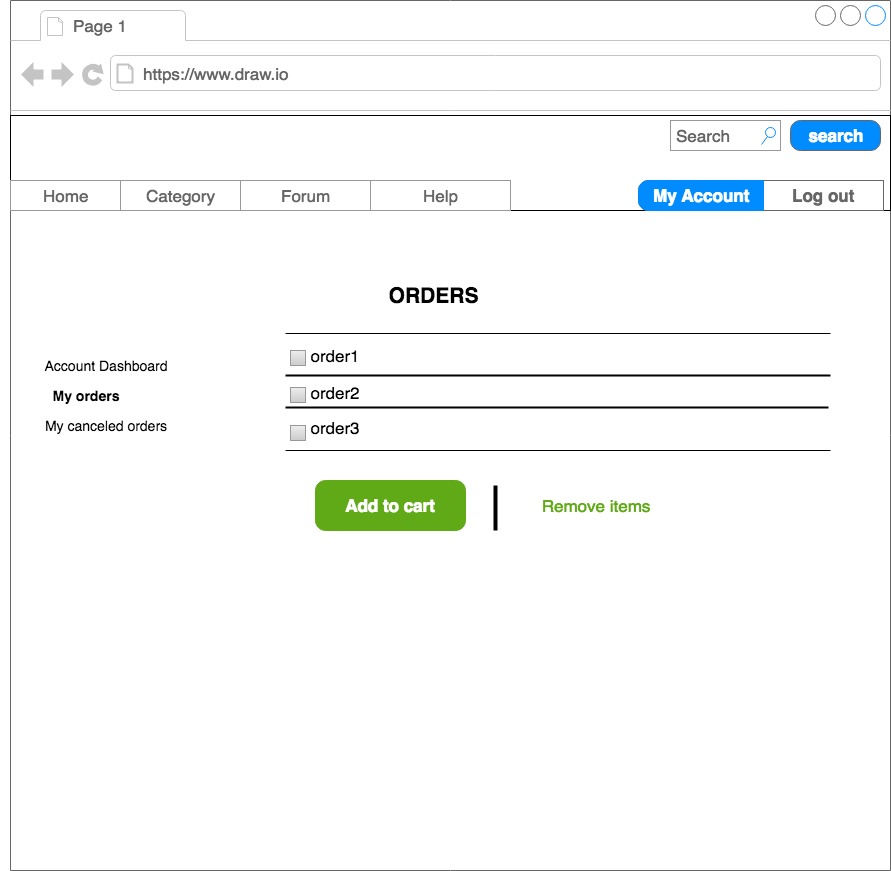 Page 1
https://www.draw.io
Search search
Home Category Forum Help My Account Log out
ORDERS
order1
Account Dashboard
order2
My orders
My canceled orders
order3
Add to cart Remove items